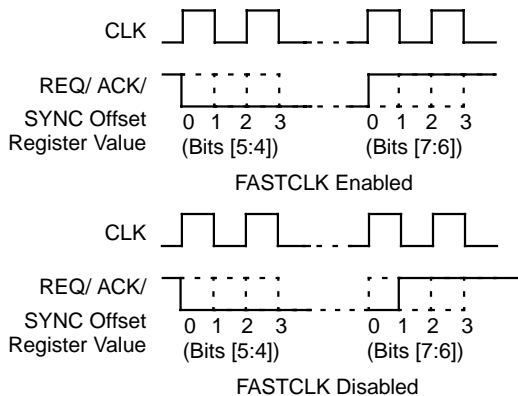 CLK
REQ/ ACK/
SYNC Offset 0 1 2 3 0 1 2 3
Register Value (Bits [5:4]) (Bits [7:6])
FASTCLK Enabled
CLK
REQ/ ACK/
SYNC Offset 0 1 2 3 0 1 2 3
Register Value (Bits [5:4]) (Bits [7:6])
FASTCLK Disabled